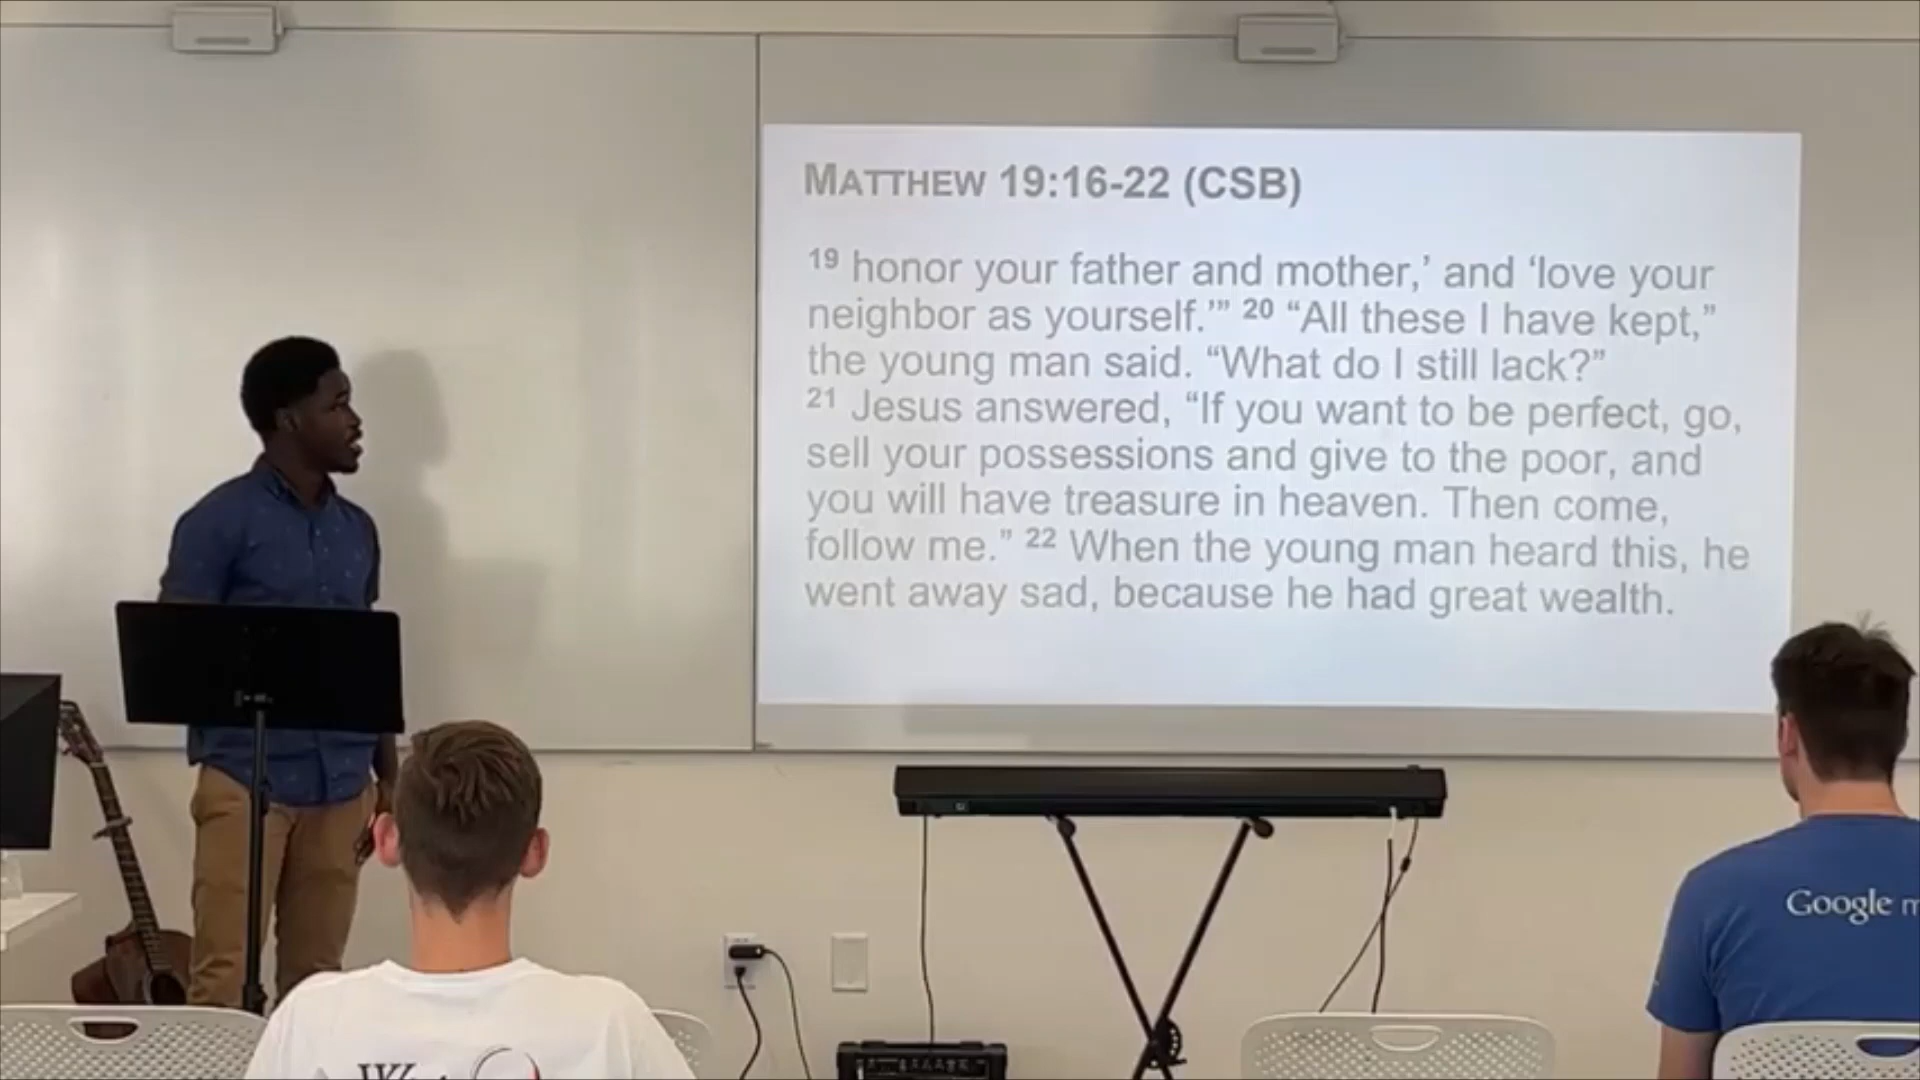 MATTHEW 19:16-22 (CSB)
19 honor your father and mother,’ and ‘love your
neighbor as yourself.’” 20 “All these I have kept,”
the young man said. “What do I still lack?”
21 Jesus answered, “If you want to be perfect, go,
sell your possessions and give to the poor, and
you will have treasure in heaven. Then come,
follow me.” 22 When the young man heard this, he
went away sad, because he had great wealth.
Google